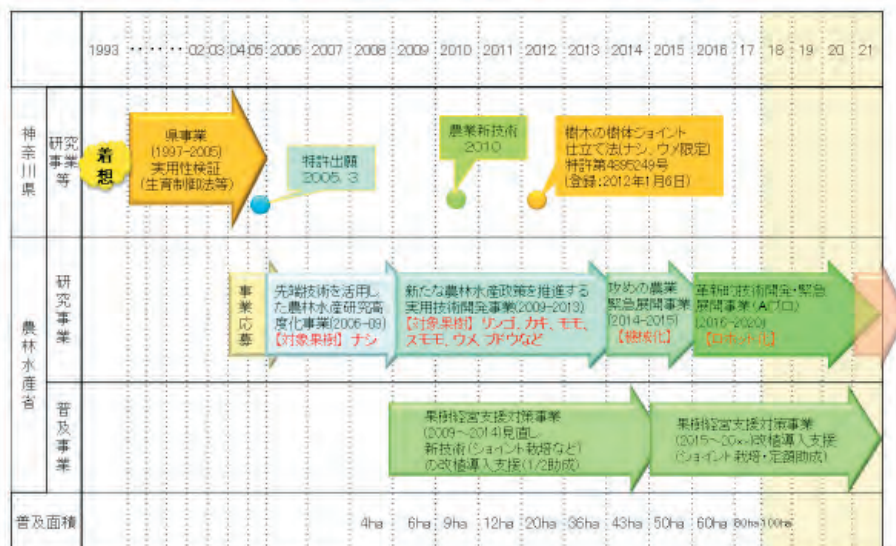 1993 ・・ ・・ ・・ 02 03 04 05 2006 2007 2008 2009 2010 2011 2012 2013 2014 2015 2016 17 18 19 20 21
神奈川県
研究事業等
着想
県事業
(1997-2005)
実用性検証
(生育制御法等)
特許出願
2005. 3
農業新技術
2010
樹木の樹体ジョイント
仕立て法(ナシ、ウメ限定)
特許第4895249号
(登録:2012年1月6日)
農林水産省
研究事業
事業応募
先端技術を活用し
た農林水産研究高
度化事業(2006-09)
【対象果樹】ナシ
新たな農林水産政策を推進する
実用技術開発事業(2009-2013)
【対象果樹】リンゴ、カキ、モモ、
スモモ、ウメ、ブドウなど
攻めの農業
緊急展開事業
(2014-2015)
【機械化】
革新的技術開発・緊急
展開事業(AIプロ)
(2016-2020)
【ロボット化】
普及事業
果樹経営支援対策事業
(2009～2014)見直し
新技術(ジョイント栽培など)
の改植導入支援(1/2助成)
果樹経営支援対策事業
(2015～20××)改植導入支援
(ジョイント栽培・定額助成)
普及面積 4ha 6ha 9ha 12ha 20ha 36ha 43ha 50ha 60ha 80ha 100ha